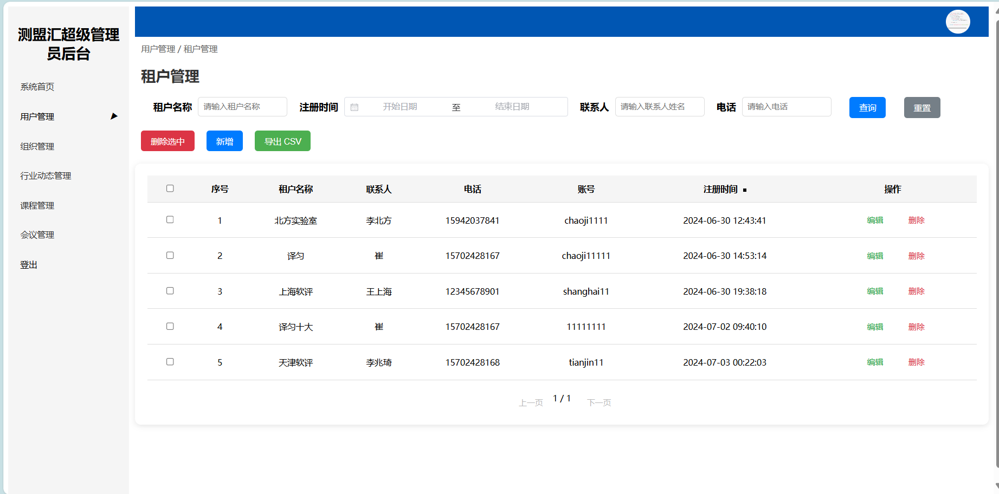 测盟汇超级管理
员后台
系统首页
用户管理
组织管理
行业动态管理
课程管理
会议管理
登出
用户管理 / 租户管理
租户管理
租户名称 请输入租户名称 注册时间 开始日期 至 结束日期 联系人 请输入联系人姓名 电话 请输入电话 查询 重置
删除选中 新增 导出 CSV
序号 租户名称 联系人 电话 账号 注册时间 操作
1 北方实验室 李北方 15942037841 chaoji1111 2024-06-30 12:43:41 编辑 删除
2 译匀 崔 15702428167 chaoji11111 2024-06-30 14:53:14 编辑 删除
3 上海软评 王上海 12345678901 shanghai11 2024-06-30 19:38:18 编辑 删除
4 译匀十大 崔 15702428167 11111111 2024-07-02 09:40:10 编辑 删除
5 天津软评 李兆琦 15702428168 tianjin11 2024-07-03 00:22:03 编辑 删除
上一页 1 / 1 下一页